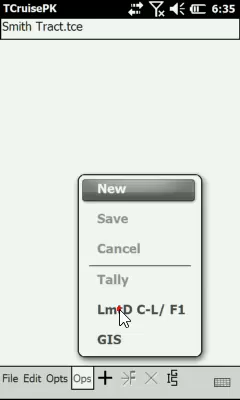 TCruisePK 6:35
Smith Tract.tce
New
Save
Cancel
Tally
LmtD C-L/ F1
GIS
File Edit Opts Ops